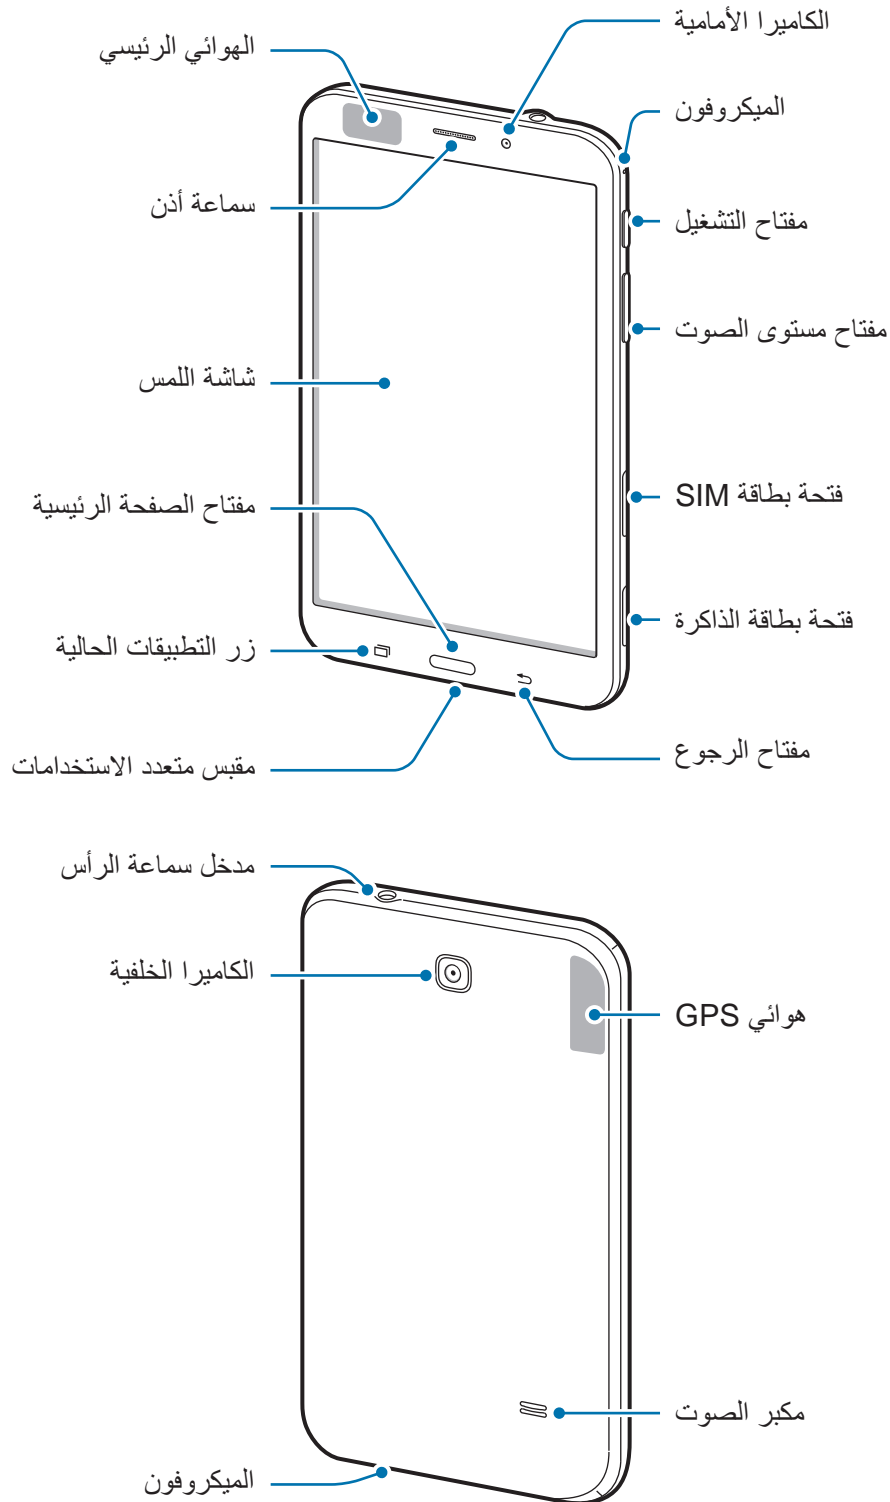 الكاميرا الأمامية
الهوائي الرئيسي
الميكروفون
سماعة أذن
مفتاح التشغيل
مفتاح مستوى الصوت
شاشة اللمس
فتحة بطاقة SIM
مفتاح الصفحة الرئيسية
فتحة بطاقة الذاكرة
زر التطبيقات الحالية
مفتاح الرجوع
مقبس متعدد الاستخدامات
مدخل سماعة الرأس
الكاميرا الخلفية
هوائي GPS
مكبر الصوت
الميكروفون